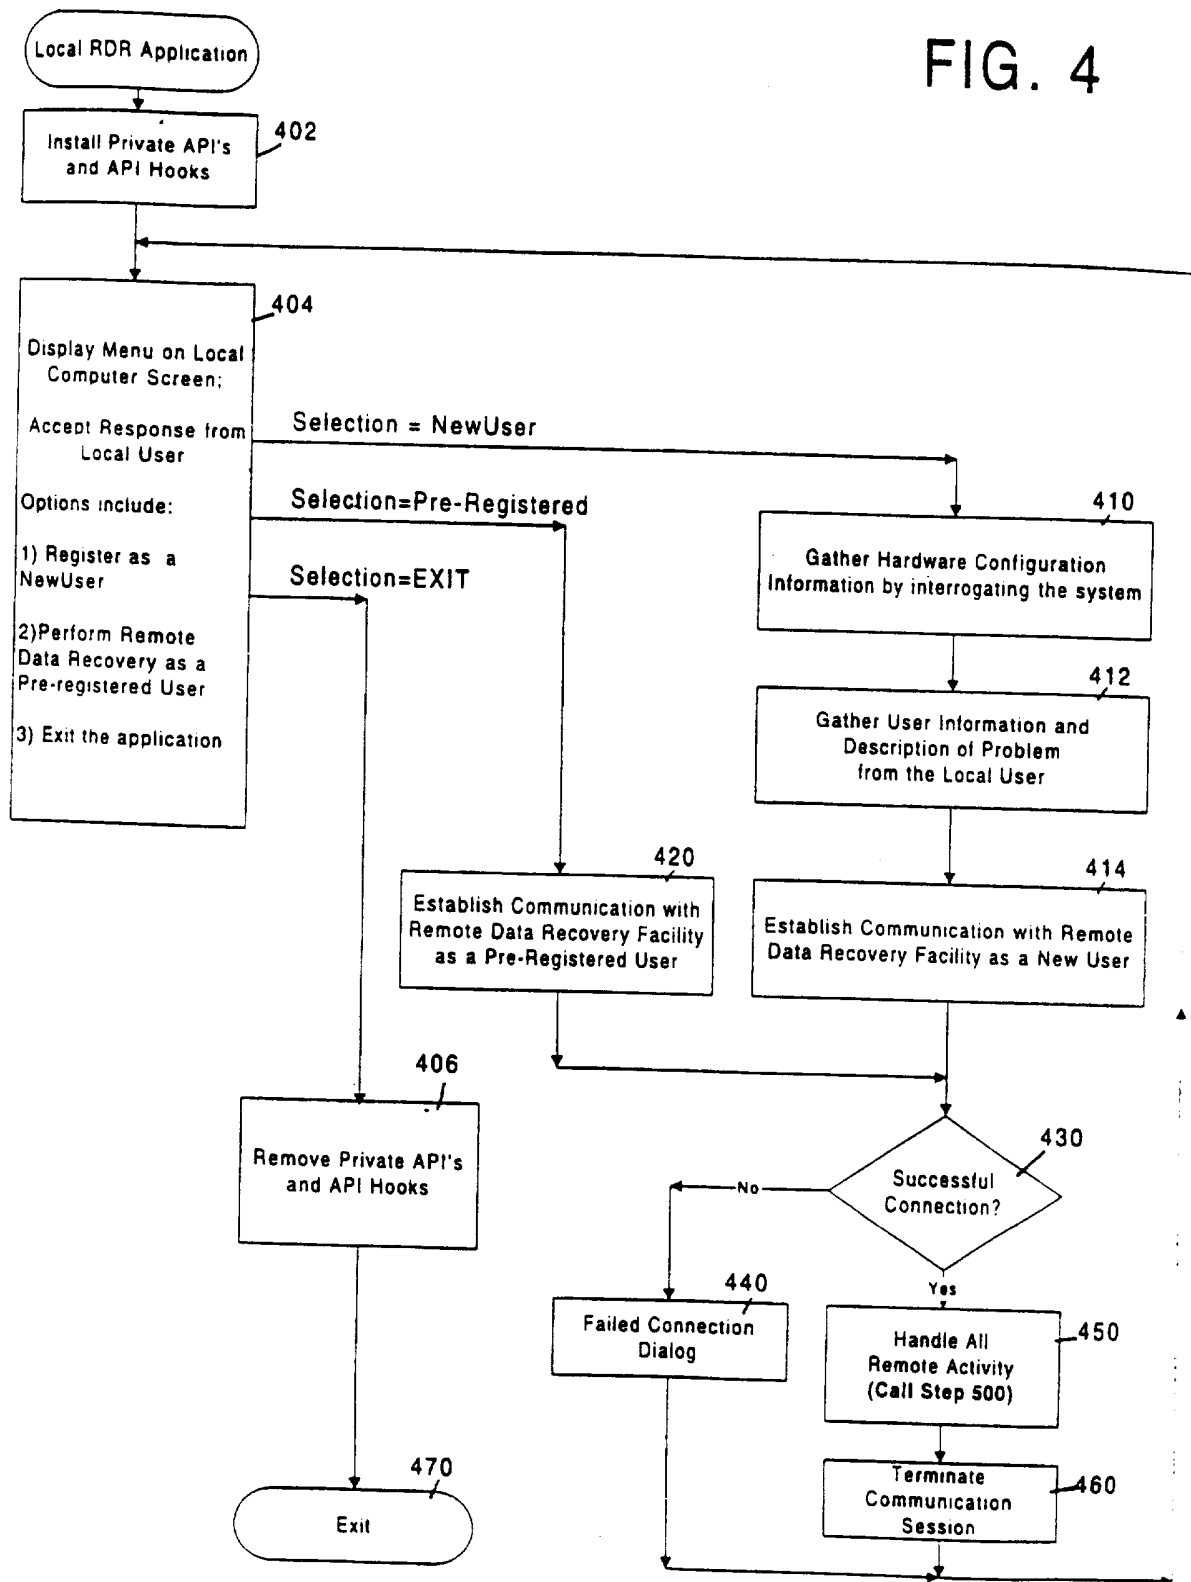 FIG. 4
Local RDR Application
402
Install Private API's
and API Hooks
404
Display Menu on Local
Computer Screen;
Accept Response from
Local User
Options include:
1) Register as a
NewUser
2)Perform Remote
Data Recovery as a
Pre-registered User
3) Exit the application
Selection = NewUser
Selection=Pre-Registered
Selection=EXIT
410
Gather Hardware Configuration
Information by interrogating the system
412
Gather User Information and
Description of Problem
from the Local User
420
Establish Communication with
Remote Data Recovery Facility
as a Pre-Registered User
414
Establish Communication with Remote
Data Recovery Facility as a New User
406
Remove Private API's
and API Hooks
430
Successful
Connection?
No
Yes
440
Failed Connection
Dialog
450
Handle All
Remote Activity
(Call Step 500)
460
Terminate
Communication
Session
470
Exit